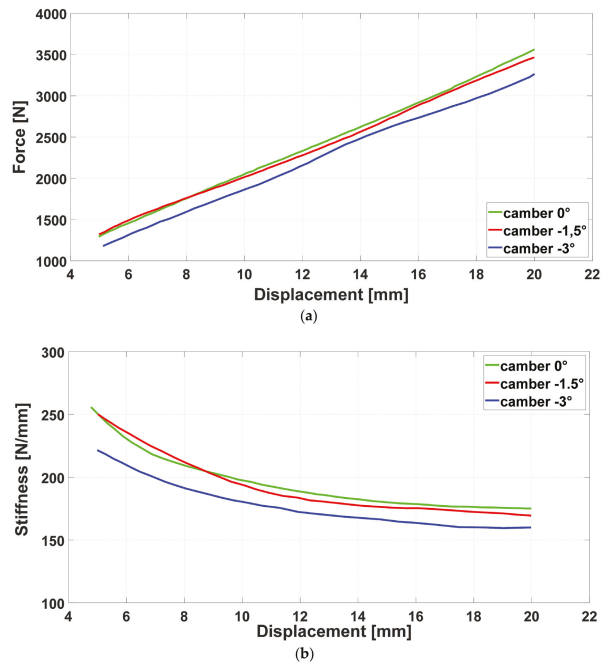 4000
3500
3000
2500
2000
1500
1000
Force [N]
camber 0°
camber -1,5°
camber -3°
4 6 8 10 12 14 16 18 20 22
Displacement [mm]
(a)
300
250
200
150
100
Stiffness [N/mm]
camber 0°
camber -1.5°
camber -3°
4 6 8 10 12 14 16 18 20 22
Displacement [mm]
(b)